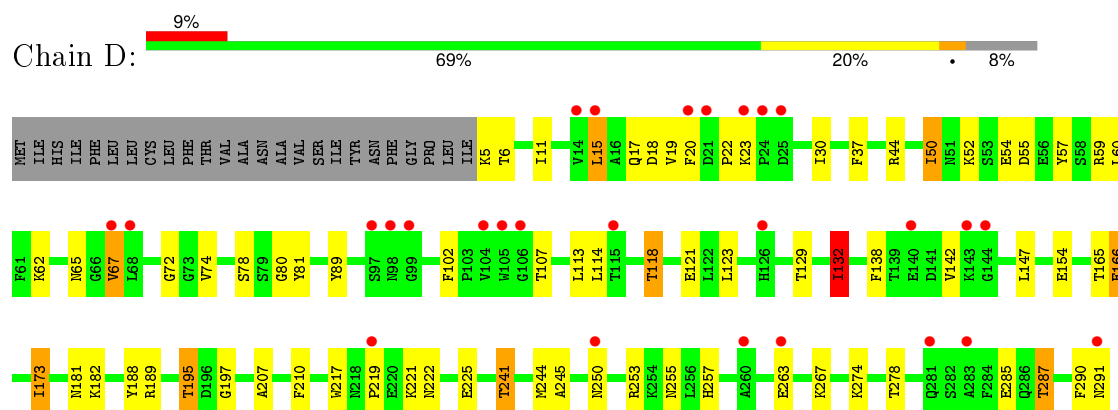 9%
Chain D:
69% 20% • 8%
MET ILE HIS ILE PHE LEU LEU CYS LEU PHE THR VAL ALA ASN ALA VAL SER ILE TYR ASN PHE GLY PRO LEU ILE K5 T6 I11 V14 L15 A16 Q17 D18 V19 F20 D21 P22 K23 P24 D25 I30 F37 R44 I50 N51 K52 S53 E54 D55 E56 Y57 S58 R59 L60
F61 K62 N65 G66 V67 L68 G72 G73 V74 S78 S79 G80 Y81 Y89 S97 N98 G99 F102 P103 V104 W105 G106 T107 L113 L114 T115 T118 E121 L122 L123 H126 T129 I132 F138 T139 E140 D141 V142 K143 G144 L147 E154 T165
I173 N181 K182 Y188 R189 T195 D196 G197 A207 F210 W217 N218 P219 E220 K221 N222 E225 T241 M244 A245 N250 R253 K254 N255 L256 H257 A260 E263 K267 K274 T278 Q281 S282 A283 F284 E285 Q286 T287 F290 N291